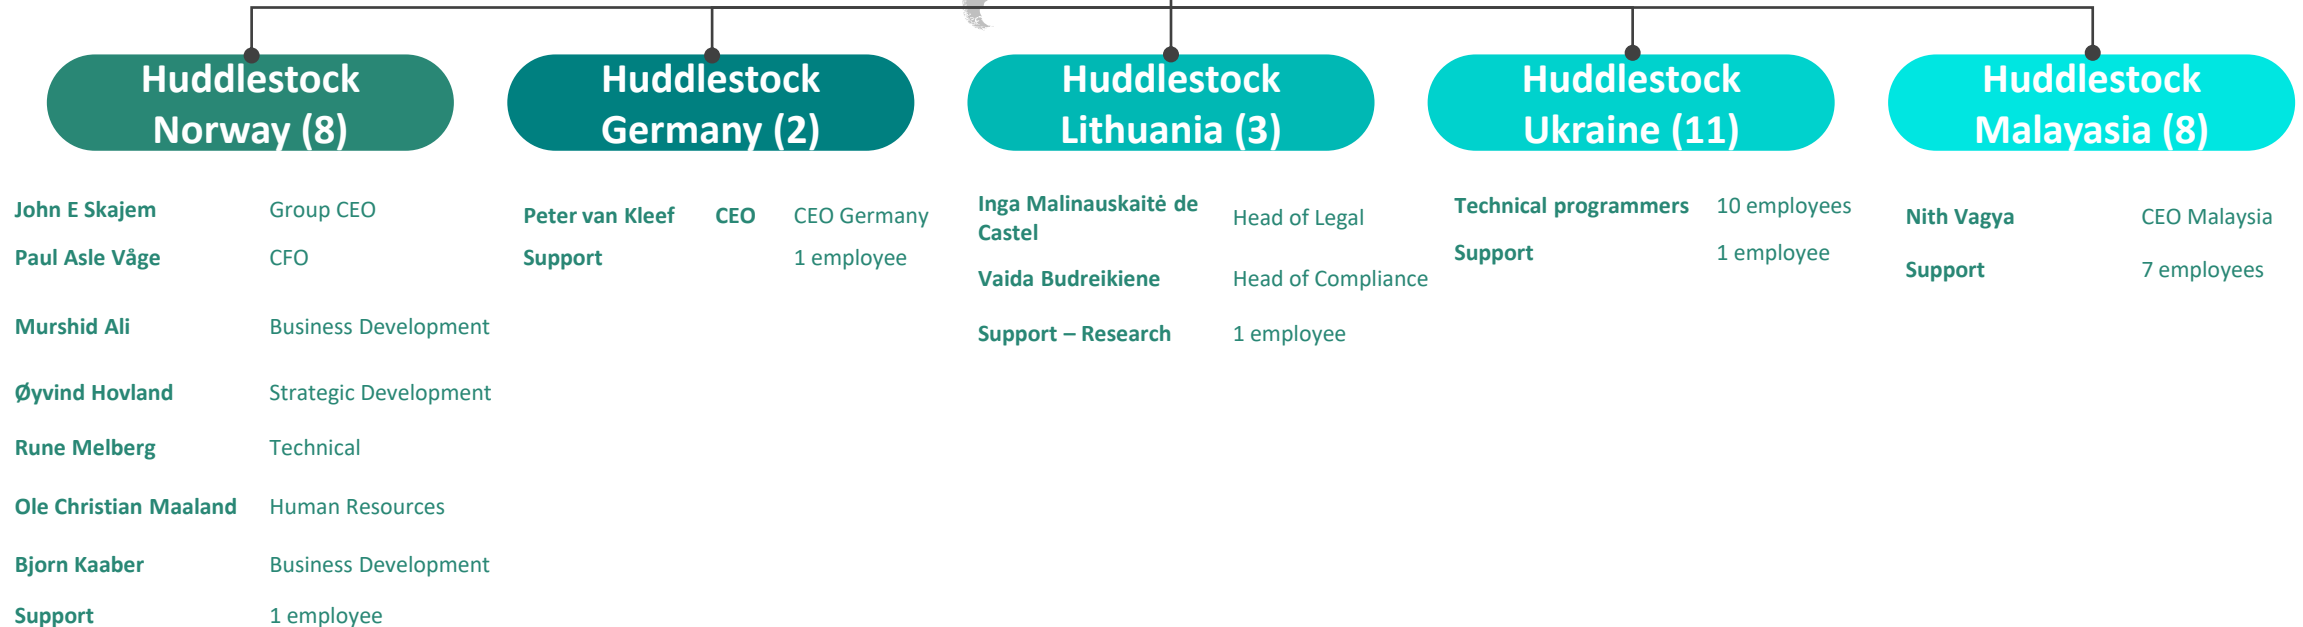 Huddlestock
Norway (8)
John E Skajem Group CEO
Paul Asle Våge CFO
Murshid Ali Business Development
Øyvind Hovland Strategic Development
Rune Melberg Technical
Ole Christian Maaland Human Resources
Bjorn Kaaber Business Development
Support 1 employee
Huddlestock
Germany (2)
Peter van Kleef CEO CEO Germany
Support 1 employee
Huddlestock
Lithuania (3)
Inga Malinauskaitė de
Castel
Head of Legal
Vaida Budreikiene Head of Compliance
Support – Research 1 employee
Huddlestock
Ukraine (11)
Technical programmers 10 employees
Support 1 employee
Huddlestock
Malayasia (8)
Nith Vagya CEO Malaysia
Support 7 employees